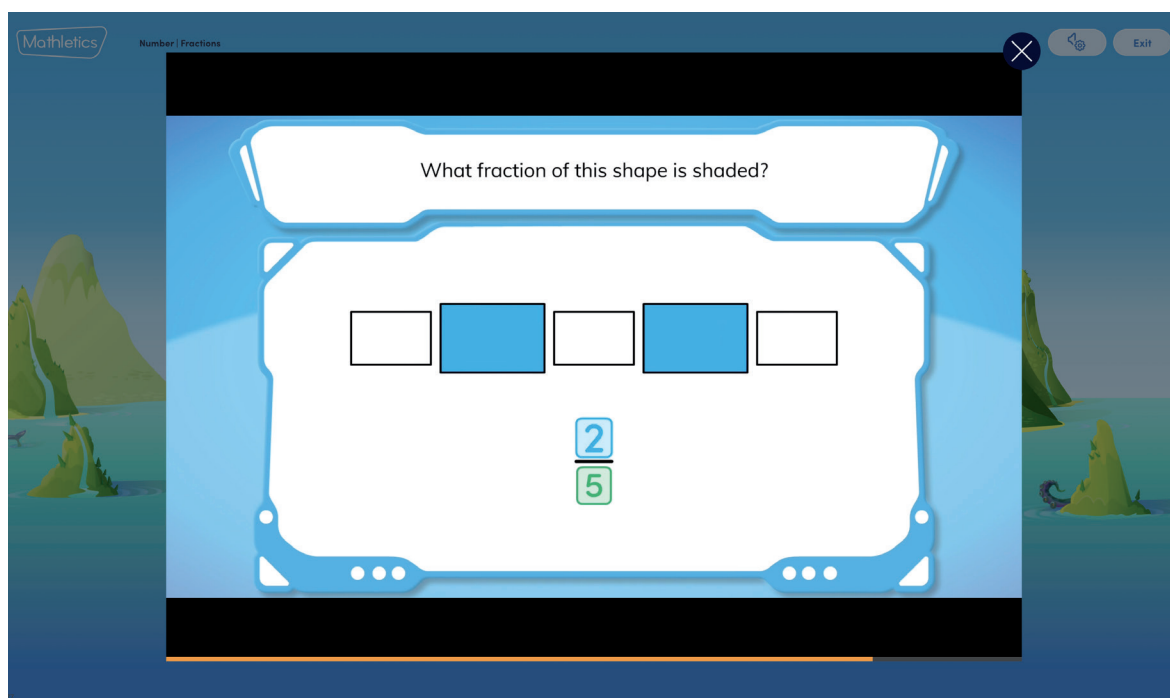 Mathletics
Number | Fractions
Exit
What fraction of this shape is shaded?
2
5